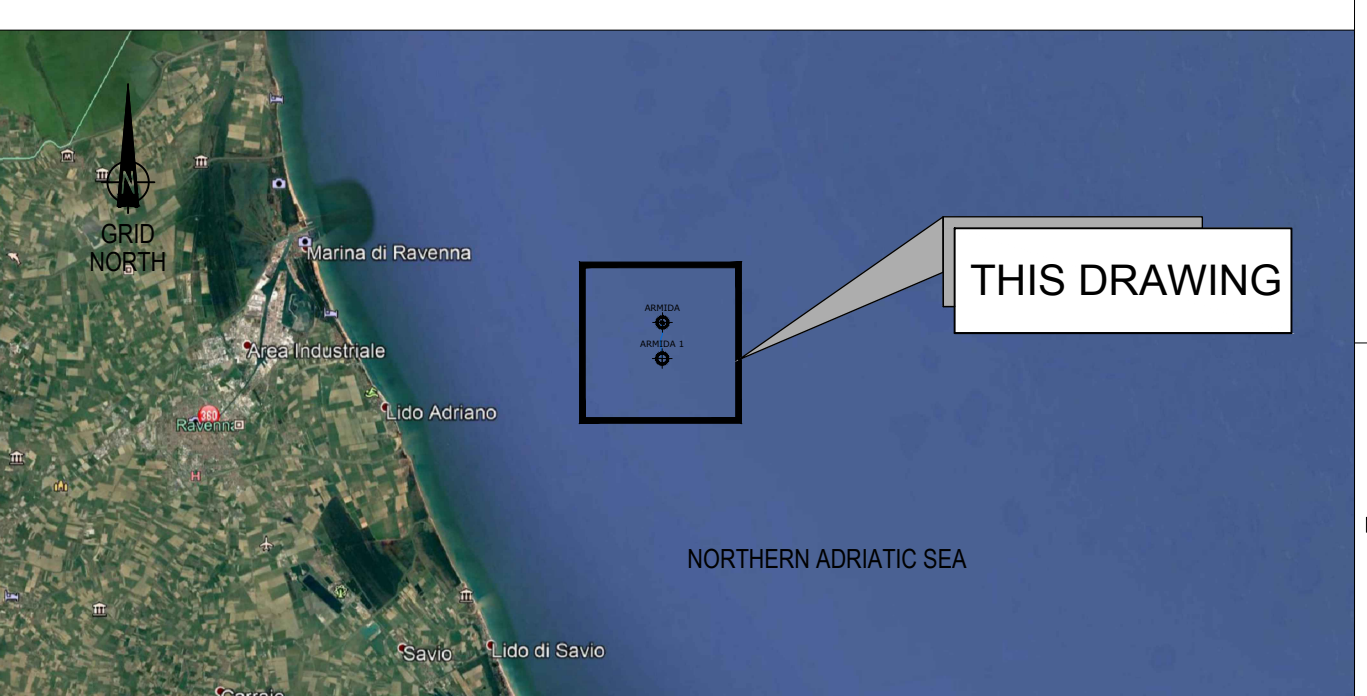 N
GRID
NORTH
Marina di Ravenna
ARMIDA
ARMIDA 1
THIS DRAWING
Area Industriale
Lido Adriano
360
Ravenna
H
NORTHERN ADRIATIC SEA
Savio
Lido di Savio